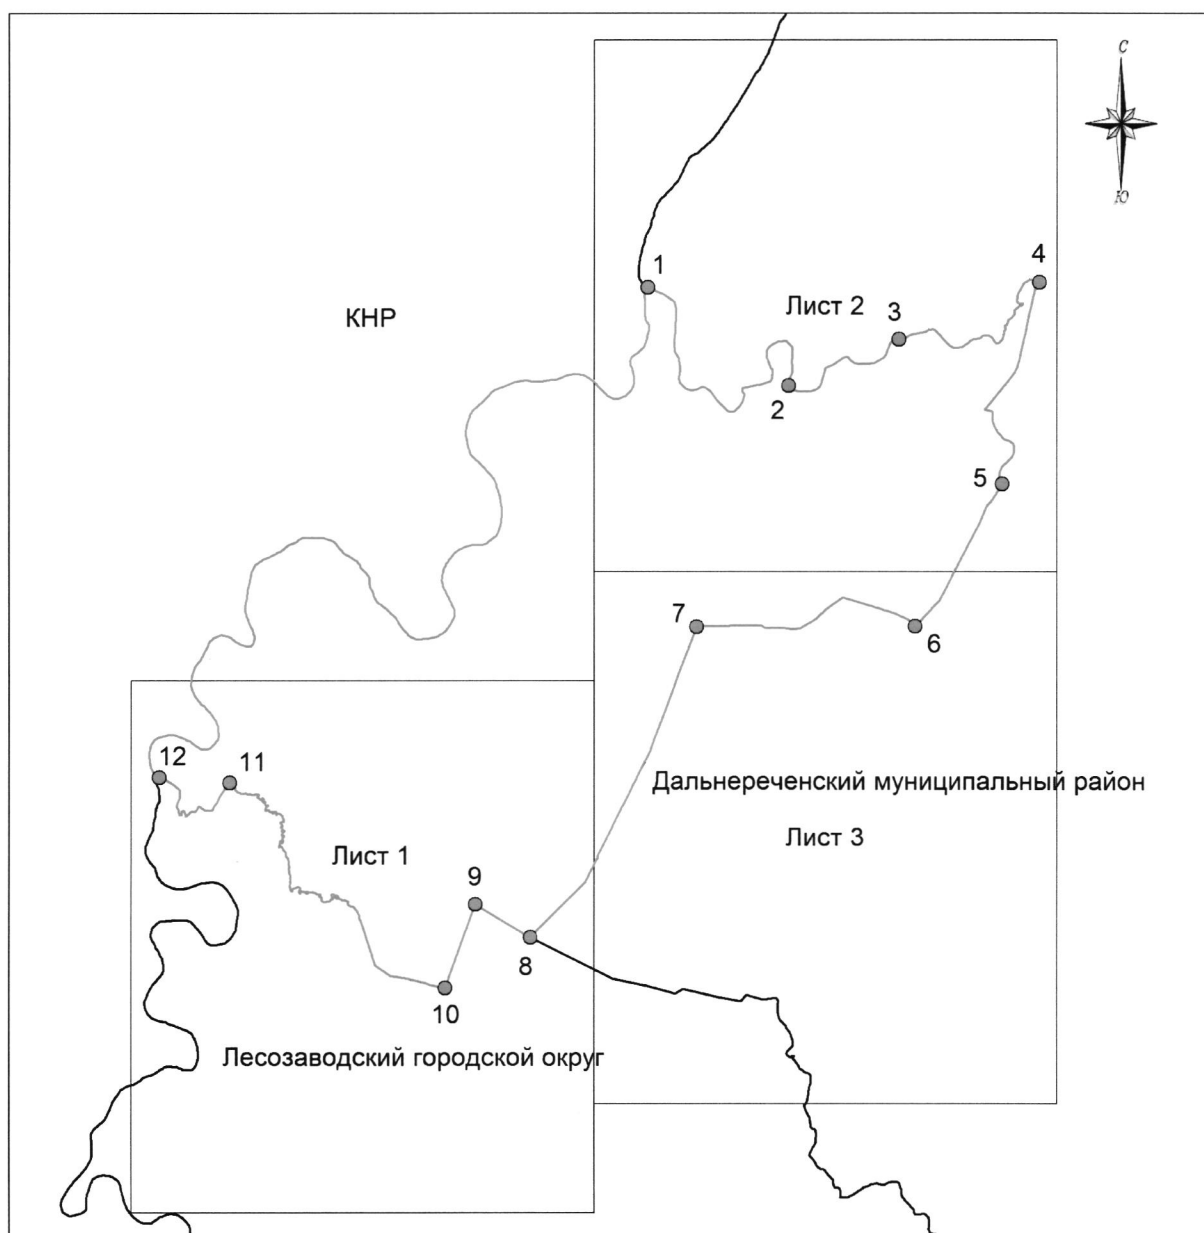 С
Ю
КНР
1
Лист 2
3
4
2
5
7
6
12
11
Дальнереченский муниципальный район
Лист 3
Лист 1
9
8
10
Лесозаводский городской округ